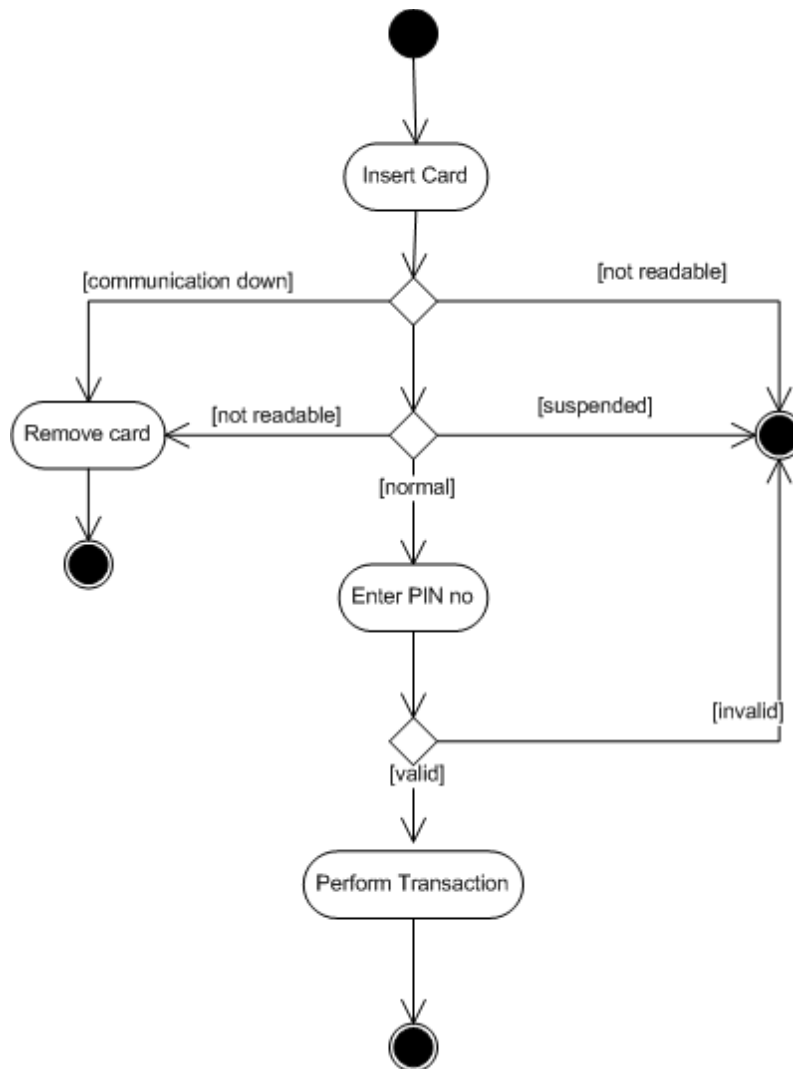 Insert Card
[communication down]
[not readable]
Remove card
[not readable]
[suspended]
[normal]
Enter PIN no
[invalid]
[valid]
Perform Transaction